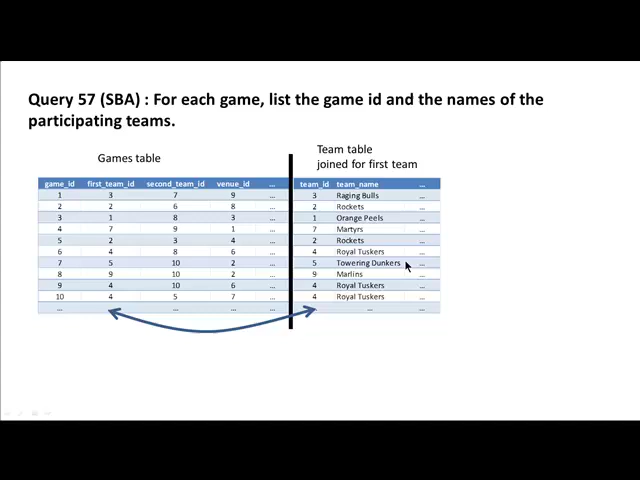 Query 57 (SBA) : For each game, list the game id and the names of the
participating teams.
Games table
Team table
joined for first team
game_id first_team_id second_team_id venue_id ... team_id team_name ...
1 3 7 9 ... 3 Raging Bulls ...
2 2 6 8 ... 2 Rockets ...
3 1 8 3 ... 1 Orange Peels ...
4 7 9 1 ... 7 Martyrs ...
5 2 3 4 ... 2 Rockets ...
6 4 8 6 ... 4 Royal Tuskers ...
7 5 10 2 ... 5 Towering Dunkers ...
8 9 10 2 ... 9 Marlins ...
9 4 10 6 ... 4 Royal Tuskers ...
10 4 5 7 ... 4 Royal Tuskers ...
... ... ... ... ... ... ... ...